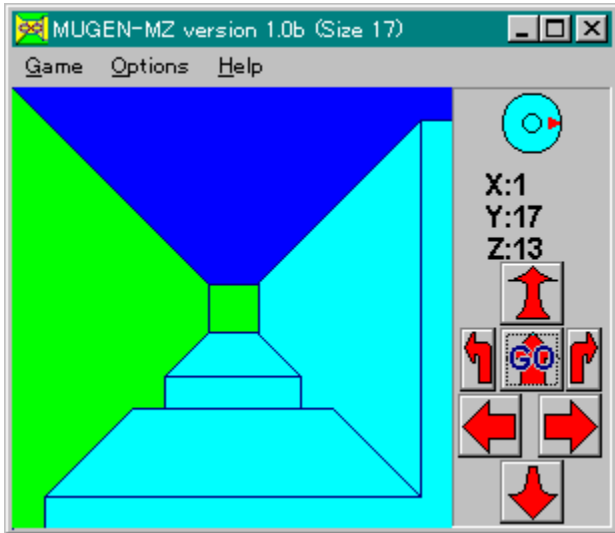 MUGEN-MZ version 1.0b (Size 17)
Game Options Help
X:1
Y:17
Z:13
GO